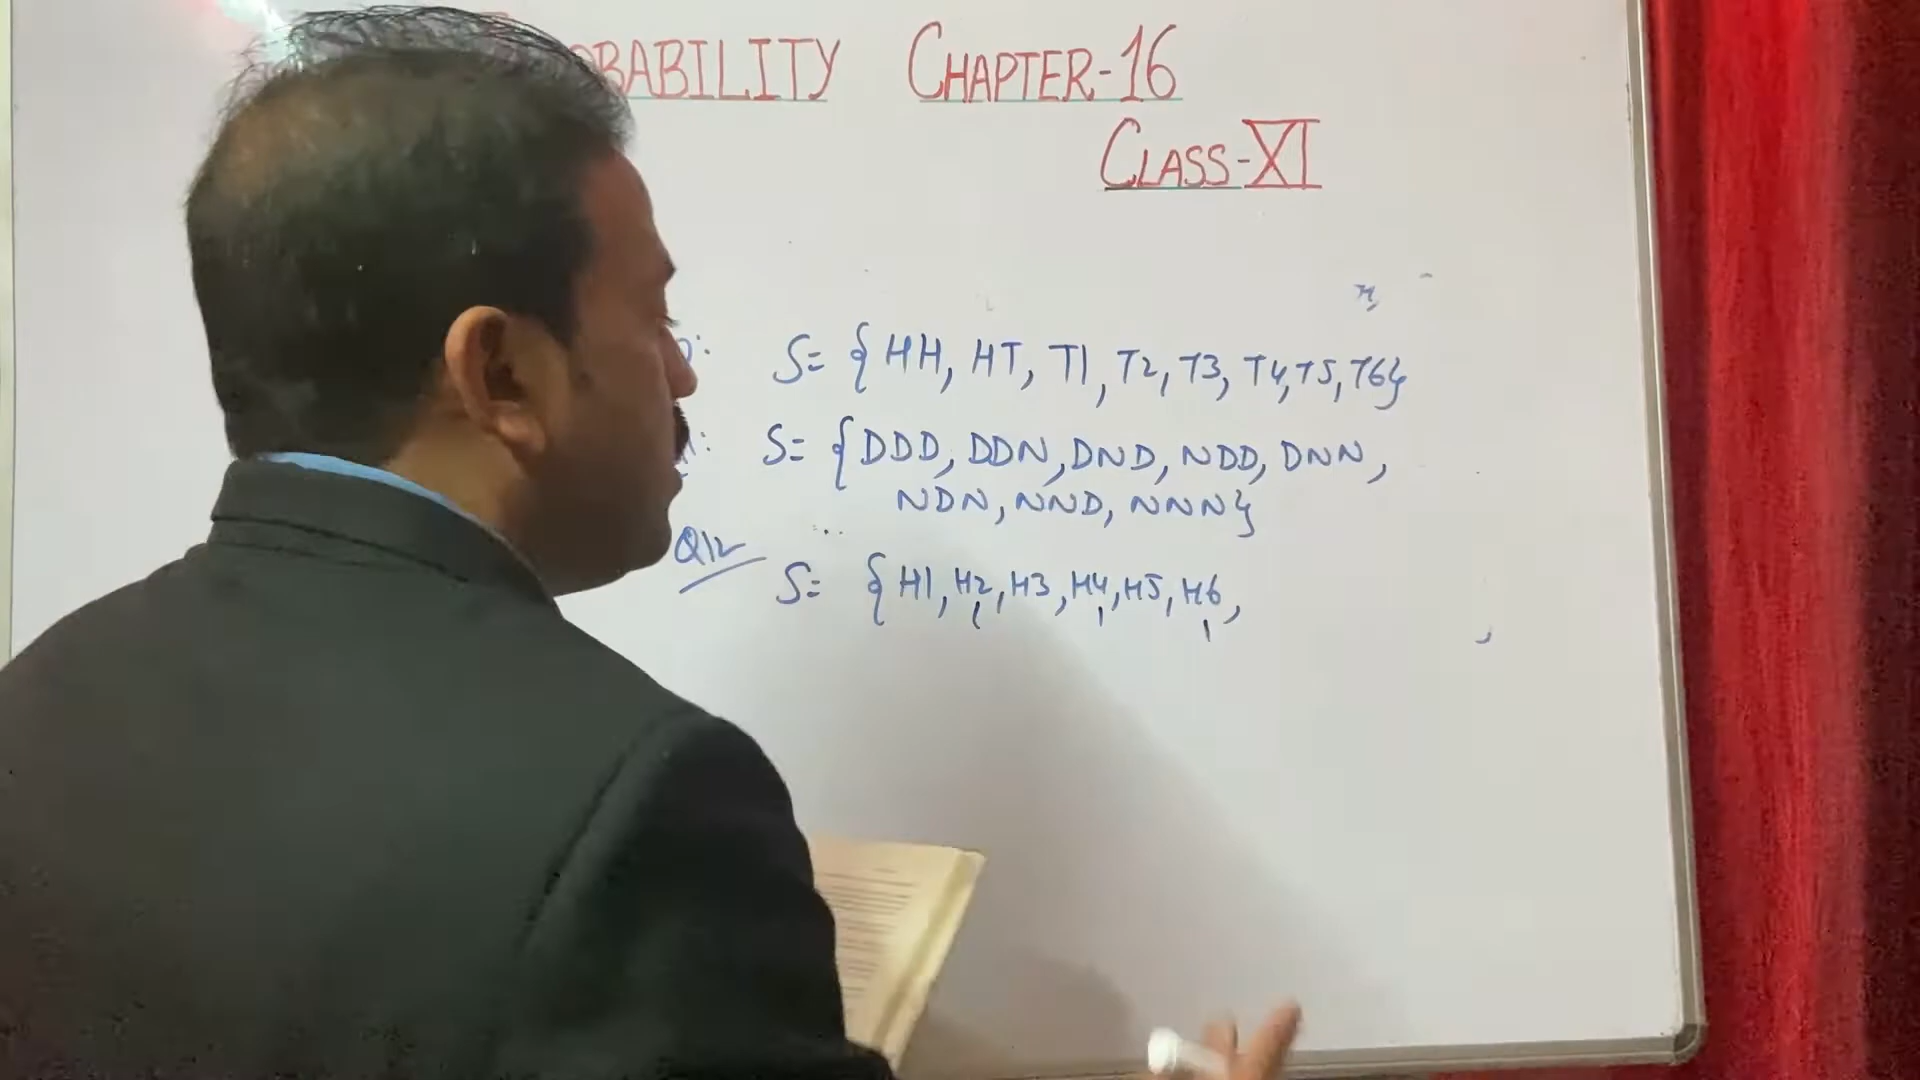 BABILITY CHAPTER-16
CLASS-XI
S= {HH, HT, T1, T2, T3, T4, T5, T6}
S= {DDD, DDN, DND, NDD, DNN,
NDN, NND, NNN}
Q12
S= {H1, H2, H3, H4, H5, H6,